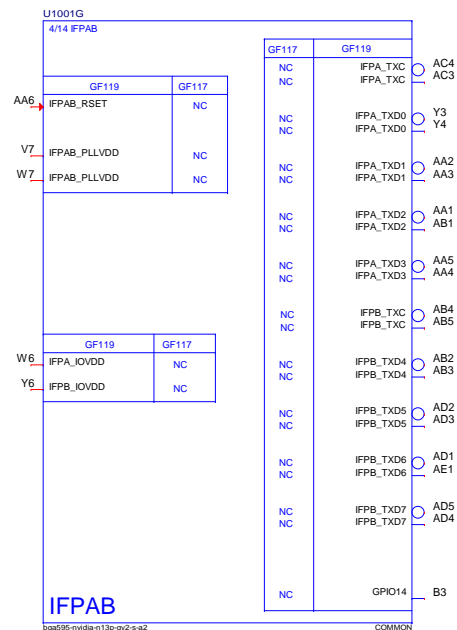 U1001G
4/14 IFPAB
GF119 GF117
AA6 IFPAB_RSET NC
V7 IFPAB_PLLVDD NC
W7 IFPAB_PLLVDD NC
GF119 GF117
W6 IFPA_IOVDD NC
Y6 IFPB_IOVDD NC
GF117 GF119
NC IFPA_TXC AC4
NC IFPA_TXC AC3
NC IFPA_TXD0 Y3
NC IFPA_TXD0 Y4
NC IFPA_TXD1 AA2
NC IFPA_TXD1 AA3
NC IFPA_TXD2 AA1
NC IFPA_TXD2 AB1
NC IFPA_TXD3 AA5
NC IFPA_TXD3 AA4
NC IFPB_TXC AB4
NC IFPB_TXC AB5
NC IFPB_TXD4 AB2
NC IFPB_TXD4 AB3
NC IFPB_TXD5 AD2
NC IFPB_TXD5 AD3
NC IFPB_TXD6 AD1
NC IFPB_TXD6 AE1
NC IFPB_TXD7 AD5
NC IFPB_TXD7 AD4
NC GPIO14 B3
IFPAB
bga595-nvidia-n13p-gv2-s-a2 COMMON